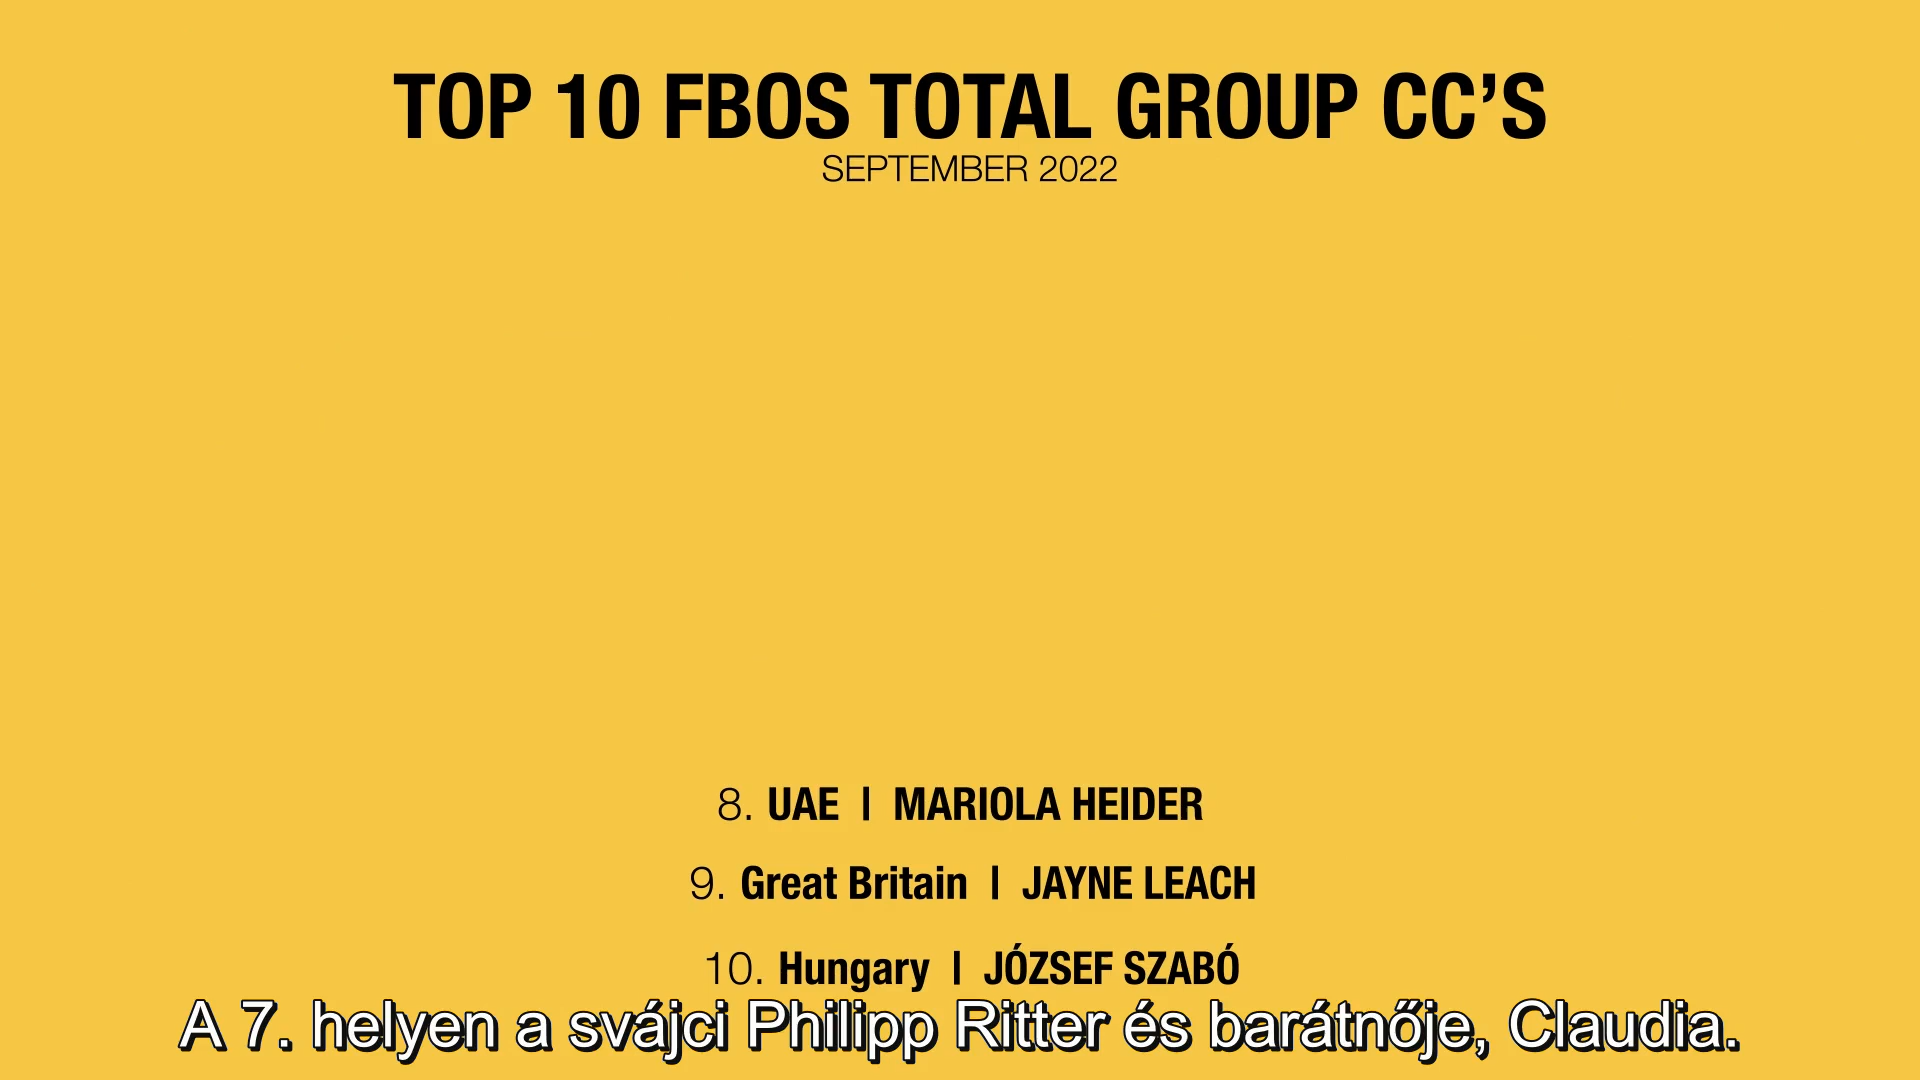 TOP 10 FBOS TOTAL GROUP CC’S
SEPTEMBER 2022
8. UAE | MARIOLA HEIDER
9. Great Britain | JAYNE LEACH
10. Hungary | JÓZSEF SZABÓ
A 7. helyen a svájci Philipp Ritter és barátnője, Claudia.